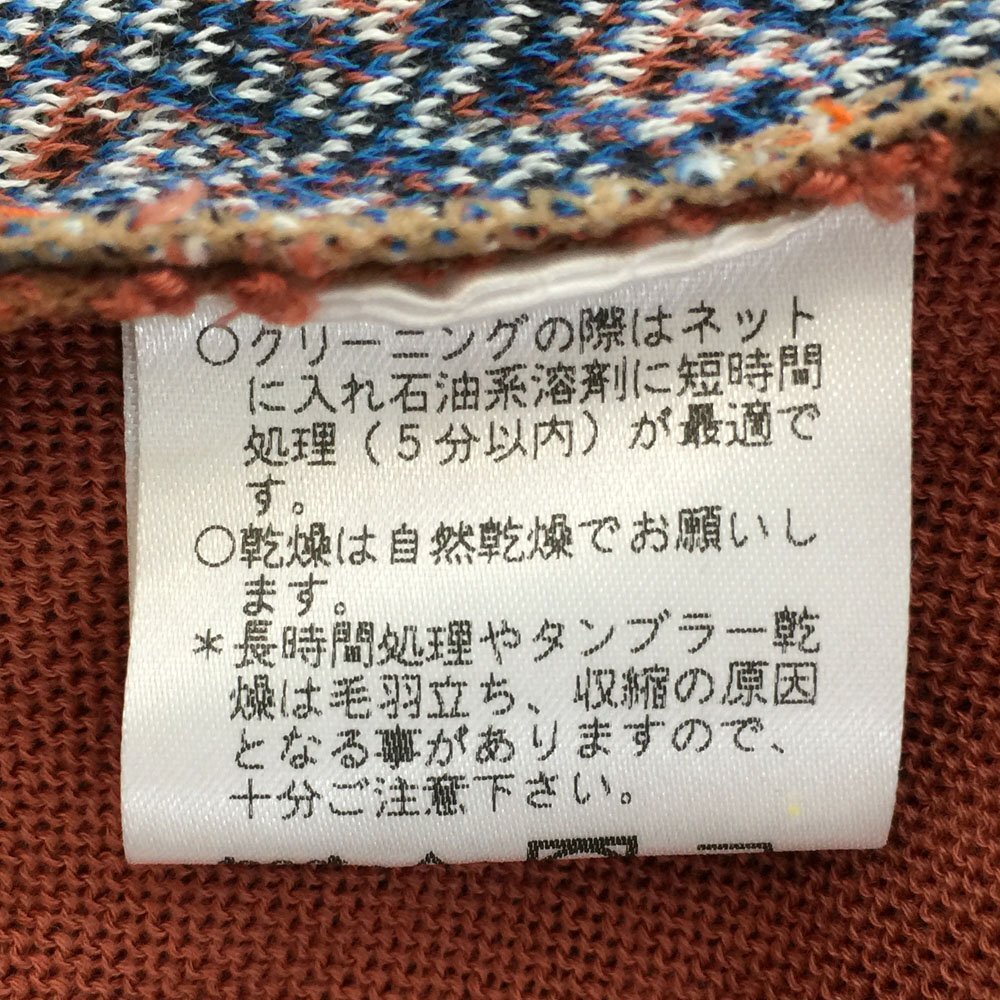 ○クリーニングの際はネット
に入れ石油系溶剤に短時間
処理(5分以内)が最適で
す。
○乾燥は自然乾燥でお願いし
ます。
*長時間処理やタンブラー乾
燥は毛羽立ち、収縮の原因
となる事がありますので、
十分ご注意下さい。